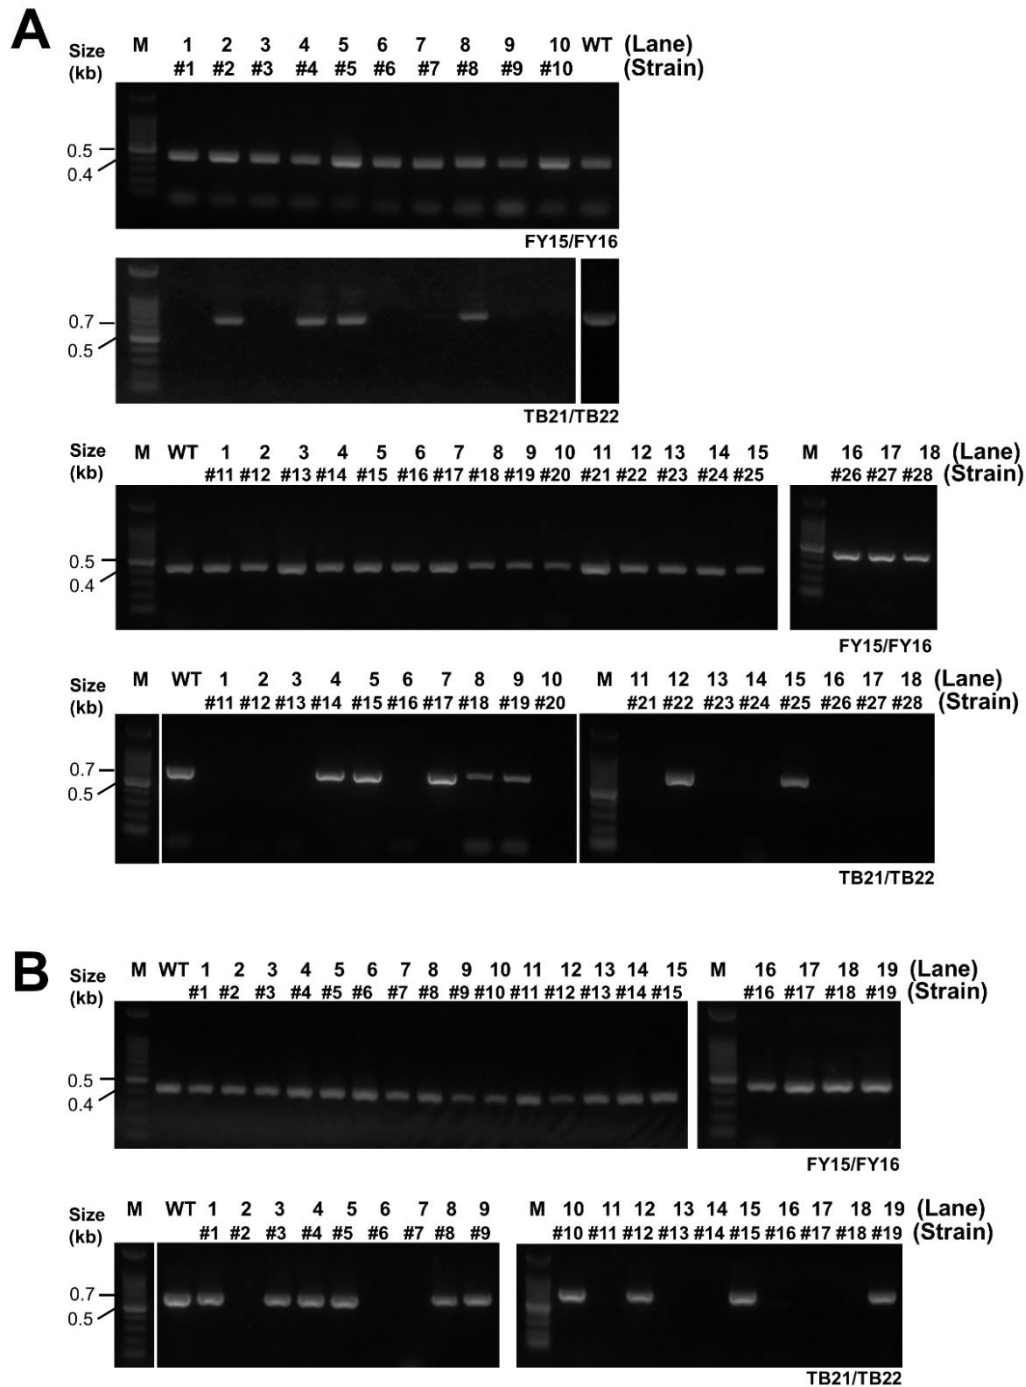 A
Size (kb) M 1 2 3 4 5 6 7 8 9 10 WT (Lane)
#1 #2 #3 #4 #5 #6 #7 #8 #9 #10 (Strain)
0.5
0.4
FY15/FY16
0.7
0.5
TB21/TB22
Size (kb) M WT 1 2 3 4 5 6 7 8 9 10 11 12 13 14 15 M 16 17 18 (Lane)
#11 #12 #13 #14 #15 #16 #17 #18 #19 #20 #21 #22 #23 #24 #25 #26 #27 #28 (Strain)
0.5
0.4
FY15/FY16
Size (kb) M WT 1 2 3 4 5 6 7 8 9 10 M 11 12 13 14 15 16 17 18 (Lane)
#11 #12 #13 #14 #15 #16 #17 #18 #19 #20 #21 #22 #23 #24 #25 #26 #27 #28 (Strain)
0.7
0.5
TB21/TB22
B
Size (kb) M WT 1 2 3 4 5 6 7 8 9 10 11 12 13 14 15 M 16 17 18 19 (Lane)
#1 #2 #3 #4 #5 #6 #7 #8 #9 #10 #11 #12 #13 #14 #15 #16 #17 #18 #19 (Strain)
0.5
0.4
FY15/FY16
Size (kb) M WT 1 2 3 4 5 6 7 8 9 M 10 11 12 13 14 15 16 17 18 19 (Lane)
#1 #2 #3 #4 #5 #6 #7 #8 #9 #10 #11 #12 #13 #14 #15 #16 #17 #18 #19 (Strain)
0.7
0.5
TB21/TB22